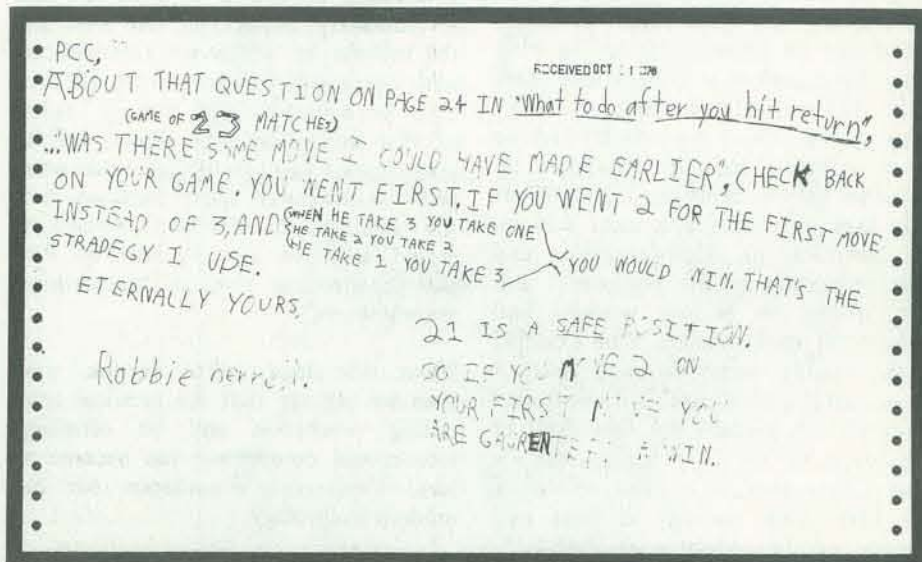 PCC,
RECEIVED OCT 1
ABOUT THAT QUESTION ON PAGE 24 IN "What to do after you hit return",
(GAME OF 23 MATCHES)
..."WAS THERE SOME MOVE I COULD HAVE MADE EARLIER", CHECK BACK
ON YOUR GAME. YOU WENT FIRST. IF YOU WENT 2 FOR THE FIRST MOVE
INSTEAD OF 3, AND
WHEN HE TAKE 3 YOU TAKE ONE
HE TAKE 2 YOU TAKE 2
HE TAKE 1 YOU TAKE 3
YOU WOULD WIN. THAT'S THE
STRADEGY I USE.
ETERNALLY YOURS,
Robbie
21 IS A SAFE POSITION.
SO IF YOU MOVE 2 ON
YOUR FIRST MOVE YOU
ARE GAURENTEED A WIN.